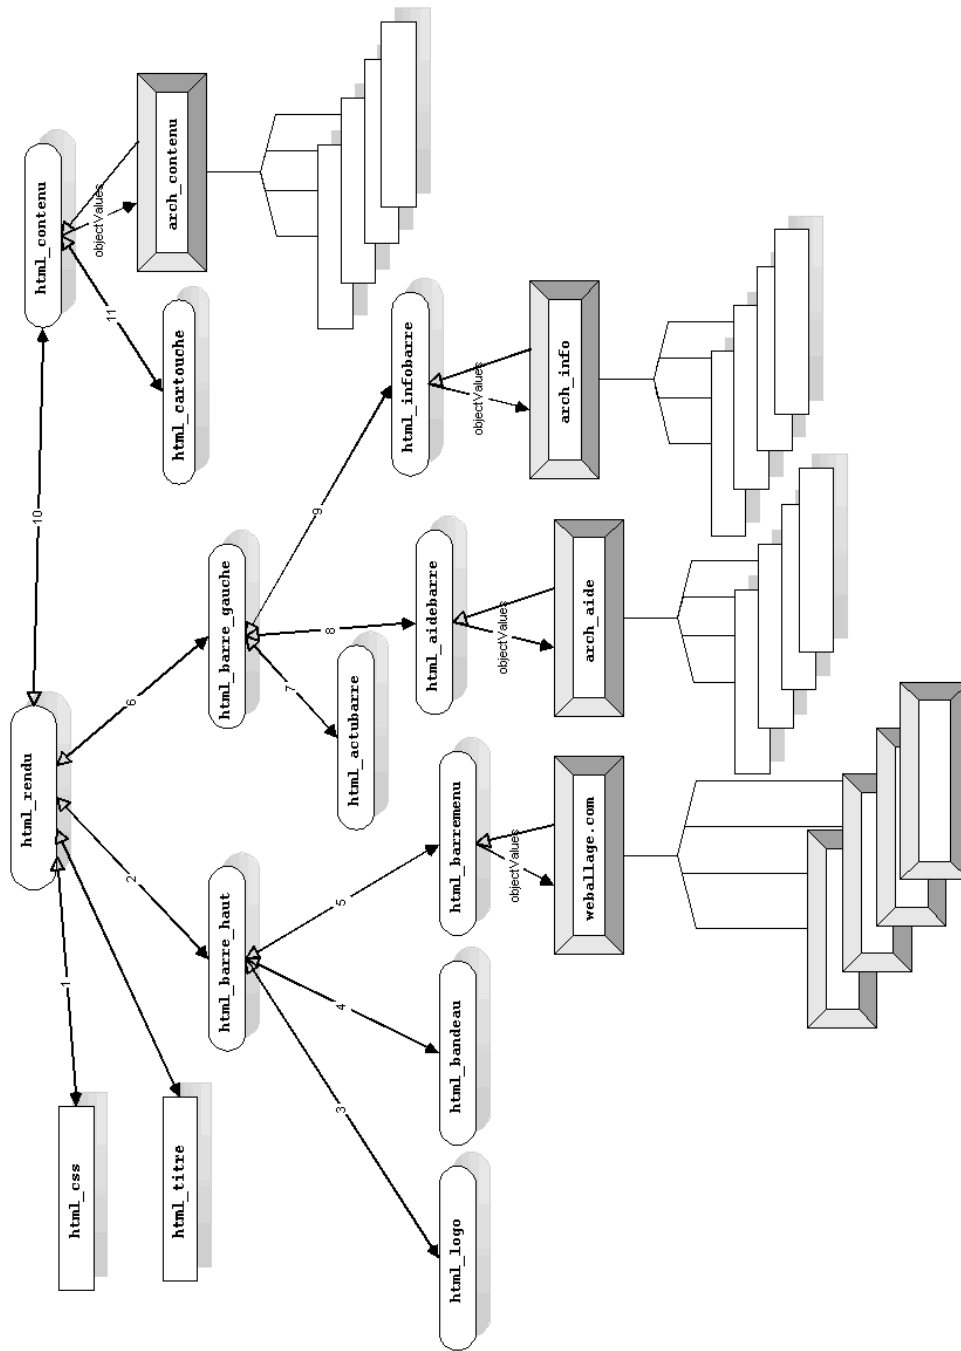 html_rendu
1
2
6
10
html_css
html_titre
html_barre_haut
html_barre_gauche
html_contenu
3
4
5
7
8
9
11
objectValues
html_logo
html_bandeau
html_barremenu
html_actubarre
html_aidebarre
html_infobarre
html_cartouche
arch_contenu
objectValues
objectValues
objectValues
weballage.com
arch_aide
arch_info